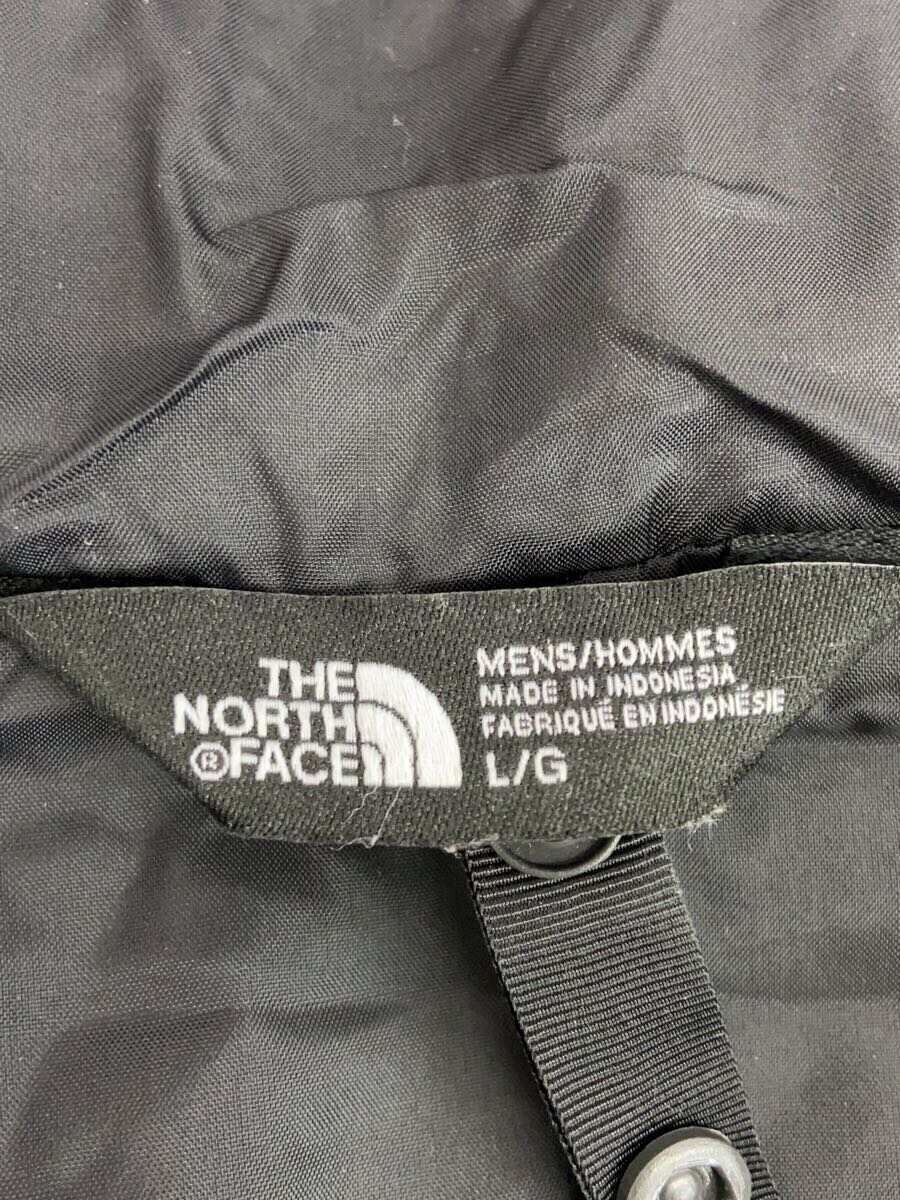 THE
NORTH
®FACE
MENS/HOMMES
MADE IN INDONESIA
FABRIQUÉ EN INDONÉSIE
L/G